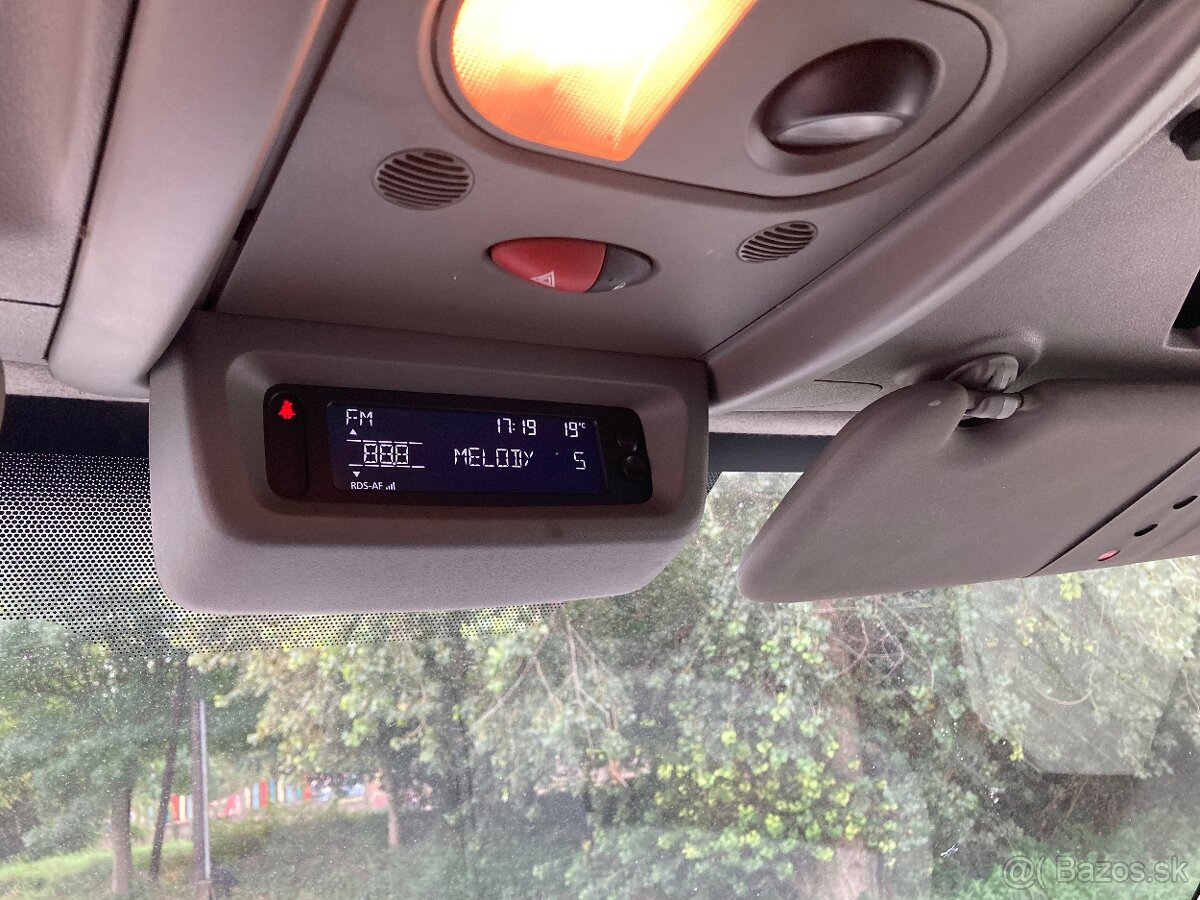 FM
17:19 19°C
888 MELODY 5
RDS-AF
@( Bazos.sk